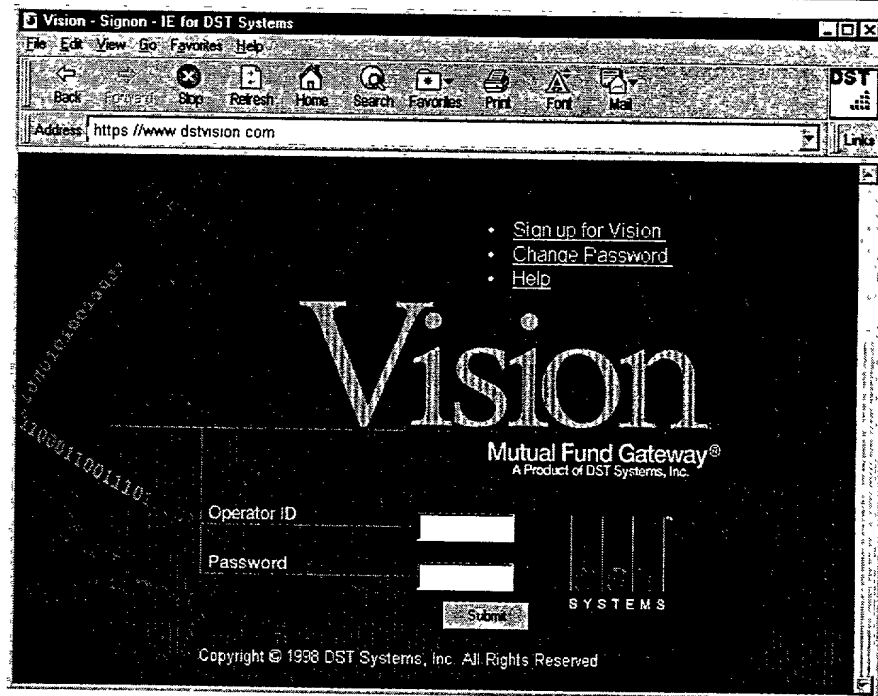 Vision - Signon - IE for DST Systems
File Edit View Go Favorites Help
Back Forward Stop Refresh Home Search Favorites Print Font Mail
DST
Address https //www dstvision com Links
• Sign up for Vision
• Change Password
• Help
Vision
Mutual Fund Gateway®
A Product of DST Systems, Inc.
Operator ID
Password
SYSTEMS
Submit
Copyright © 1998 DST Systems, Inc. All Rights Reserved